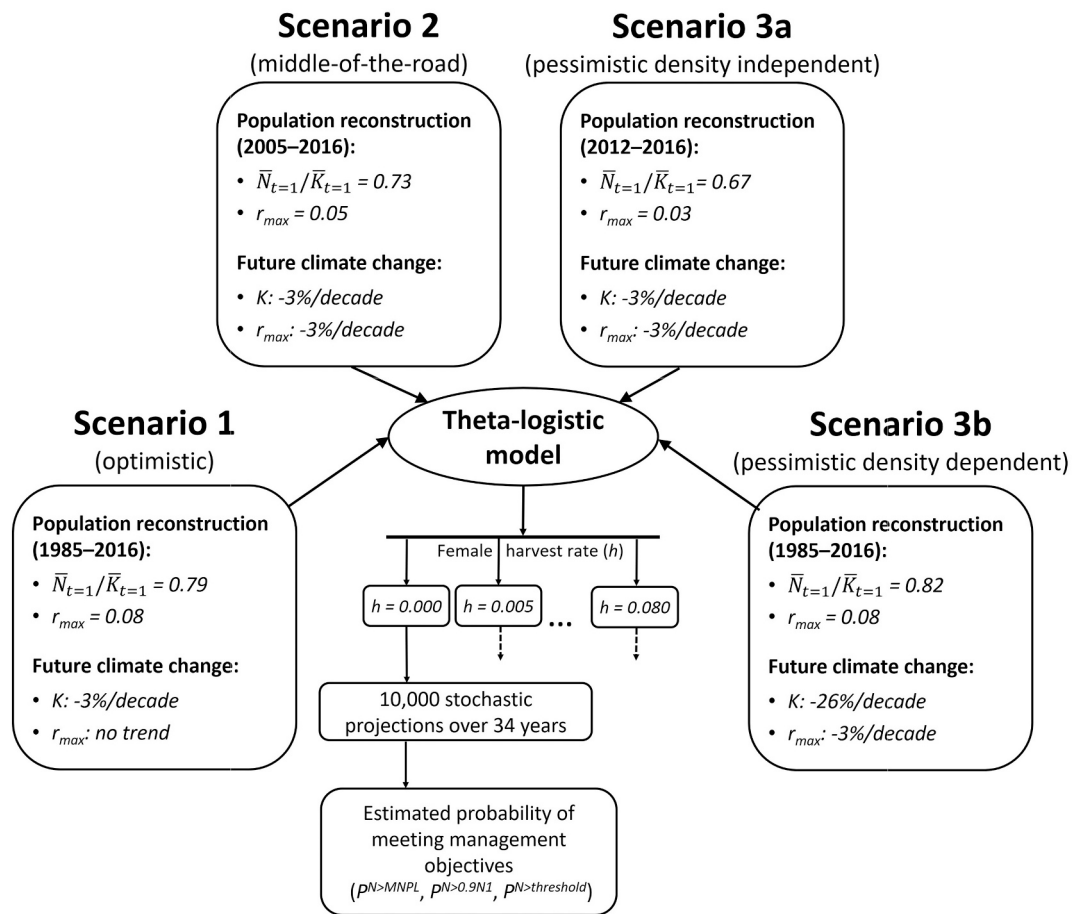 Scenario 2
(middle-of-the-road)
Population reconstruction
(2005–2016):
• N̅t=1/K̅t=1 = 0.73
• rmax = 0.05
Future climate change:
• K: -3%/decade
• rmax: -3%/decade
Scenario 3a
(pessimistic density independent)
Population reconstruction
(2012–2016):
• N̅t=1/K̅t=1= 0.67
• rmax = 0.03
Future climate change:
• K: -3%/decade
• rmax: -3%/decade
Scenario 1
(optimistic)
Population reconstruction
(1985–2016):
• N̅t=1/K̅t=1 = 0.79
• rmax = 0.08
Future climate change:
• K: -3%/decade
• rmax: no trend
Theta-logistic
model
Scenario 3b
(pessimistic density dependent)
Population reconstruction
(1985–2016):
• N̅t=1/K̅t=1 = 0.82
• rmax = 0.08
Future climate change:
• K: -26%/decade
• rmax: -3%/decade
Female harvest rate (h)
h = 0.000 h = 0.005 ... h = 0.080
10,000 stochastic
projections over 34 years
Estimated probability of
meeting management
objectives
(PN>MNPL, PN>0.9N1, PN>threshold)